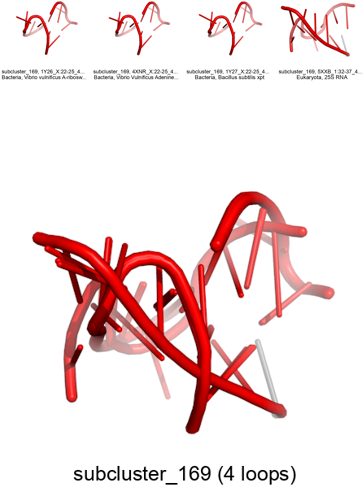 subcluster_169, 1Y26_X:22-25_4...
Bacteria, Vibrio vulnificus A-ribosw...
subcluster_169, 4XNR_X:22-25_4...
Bacteria, Vibrio Vulnificus Adenine...
subcluster_169, 1Y27_X:22-25_4...
Bacteria, Bacillus subtilis xpt
subcluster_169, 5XXB_1:32-37_4...
Eukaryota, 25S RNA
subcluster_169 (4 loops)